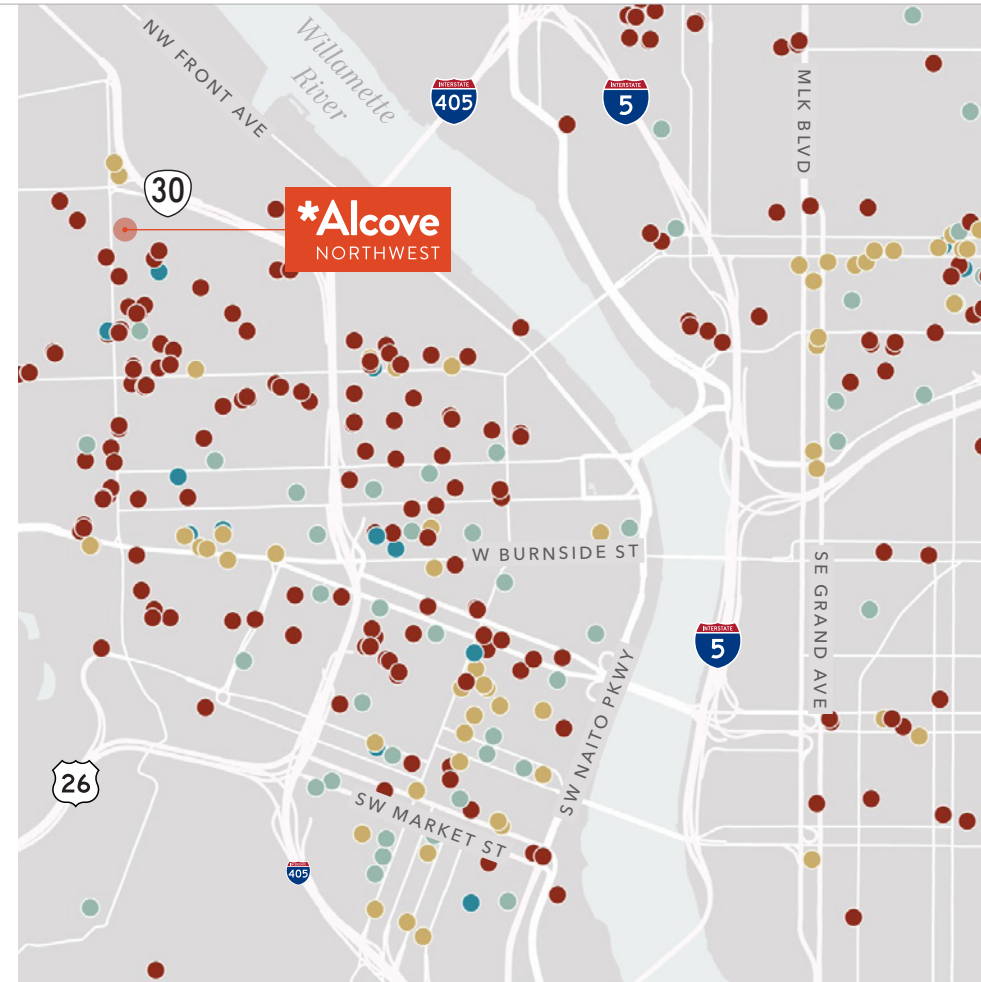 NW FRONT AVE
Willamette
River
INTERSTATE
405
INTERSTATE
5
MLK BLVD
30
*Alcove
NORTHWEST
W BURNSIDE ST
SE GRAND AVE
INTERSTATE
5
SW NAITO PKWY
26
SW MARKET ST
405